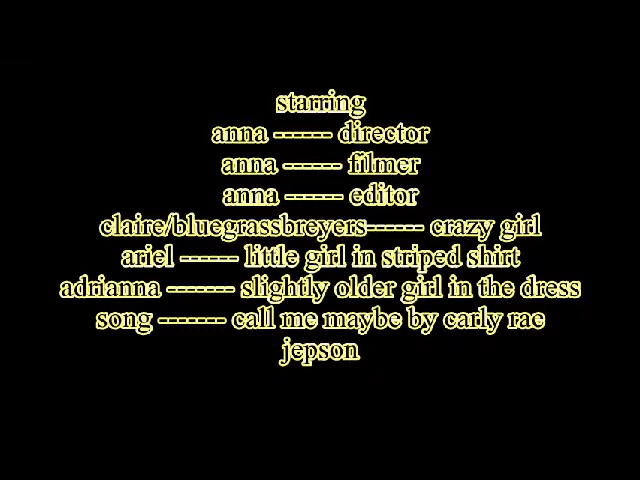 starring
anna ------ director
anna ------ filmer
anna ------ editor
claire/bluegrassbreyers------ crazy girl
ariel ------ little girl in striped shirt
adrianna ------- slightly older girl in the dress
song ------- call me maybe by carly rae
jepson